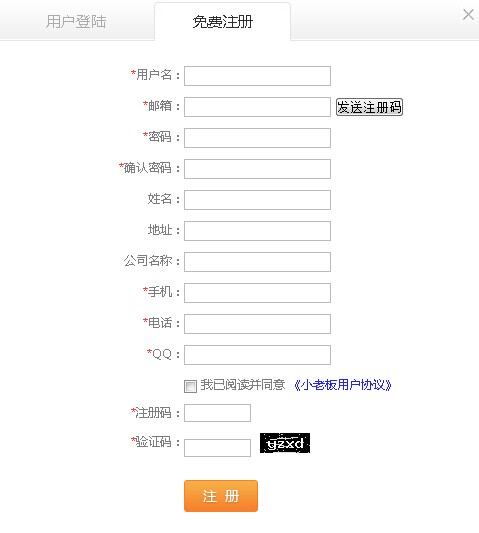 用户登陆 免费注册
*用户名：
*邮箱： 发送注册码
*密码：
*确认密码：
姓名：
地址：
公司名称：
*手机：
*电话：
*QQ：
我已阅读并同意 《小老板用户协议》
*注册码：
*验证码： gzxd
注 册